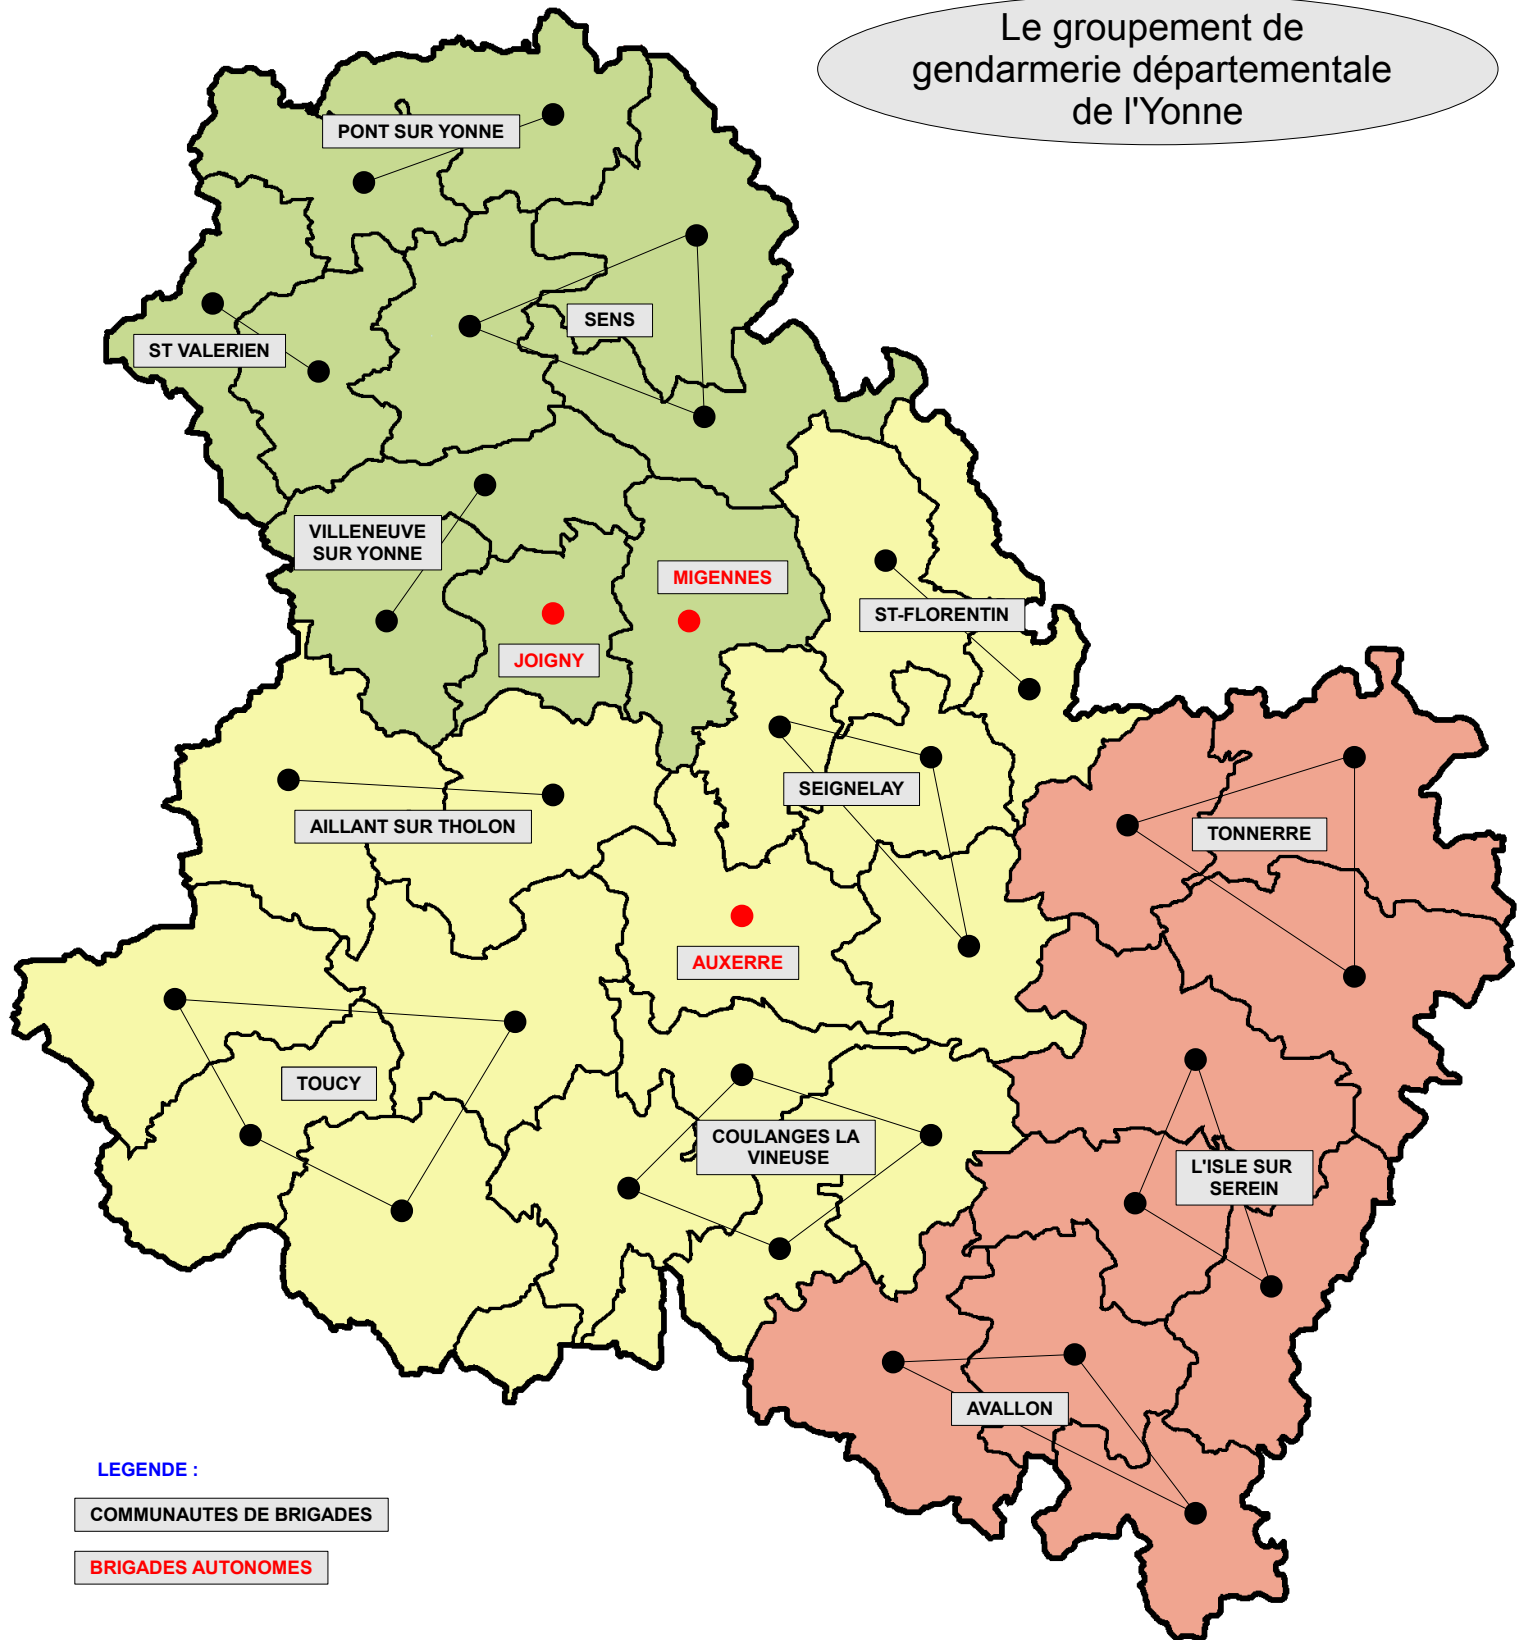 Le groupement de
gendarmerie départementale
de l'Yonne
PONT SUR YONNE
SENS
ST VALERIEN
VILLENEUVE
SUR YONNE
MIGENNES
ST-FLORENTIN
JOIGNY
SEIGNELAY
AILLANT SUR THOLON
TONNERRE
AUXERRE
TOUCY
COULANGES LA
VINEUSE
L'ISLE SUR
SEREIN
AVALLON
LEGENDE :
COMMUNAUTES DE BRIGADES
BRIGADES AUTONOMES